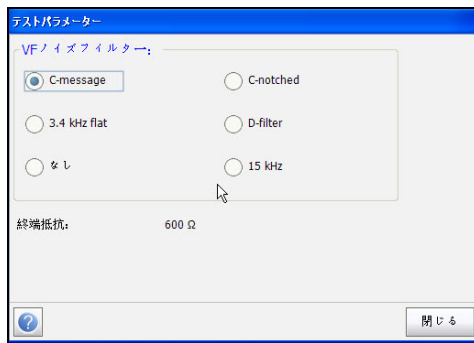 テストパラメーター
VFノイズフィルター:
C-message C-notched
3.4 kHz flat D-filter
なし 15 kHz
終端抵抗: 600 Ω
? 閉じる